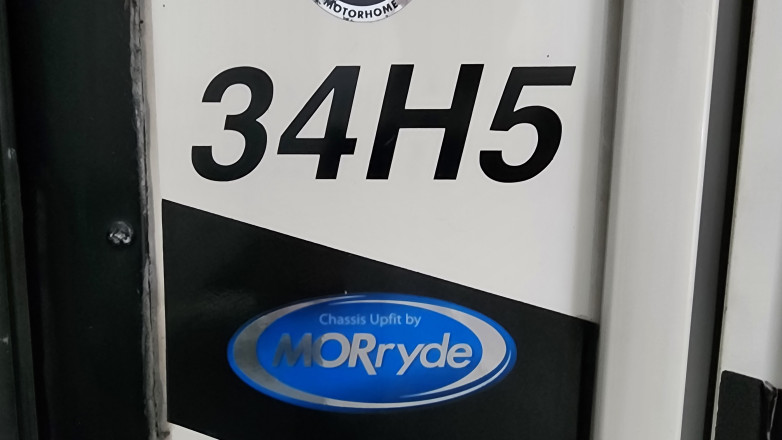 MOTORHOME
34H5
Chassis Upfit by
MORryde